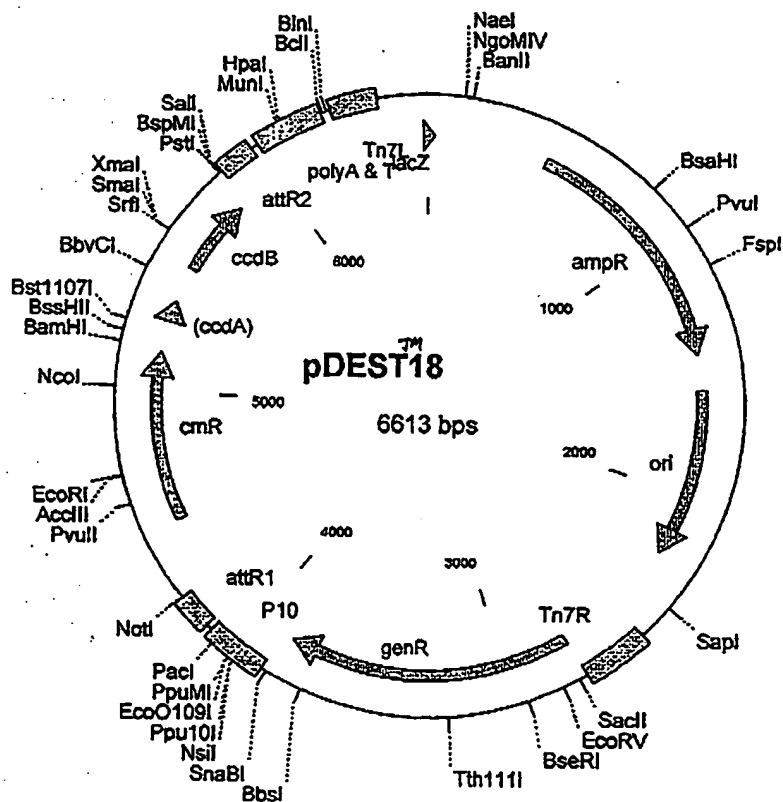 BlnI
BclI
NaeI
NgoMIV
BanII
HpaI
MunI
SalI
BspMI
PstI
XmaI
SmaI
SrfI
BbvCI
Bst1107I
BssHII
BamHI
NcoI
EcoRI
AccIII
PvuII
NotI
PacI
PpuMI
EcoO109I
Ppu10I
NsiI
SnaBI
BbsI
Tth111I
BseRI
EcoRV
SacII
SapI
FspI
PvuI
BsaHI
Tn7L
lacZ
polyA & T
attR2
ccdB
(ccdA)
cmR
attR1
P10
genR
Tn7R
ori
ampR
6000
1000
5000
2000
4000
3000
pDEST™18
6613 bps